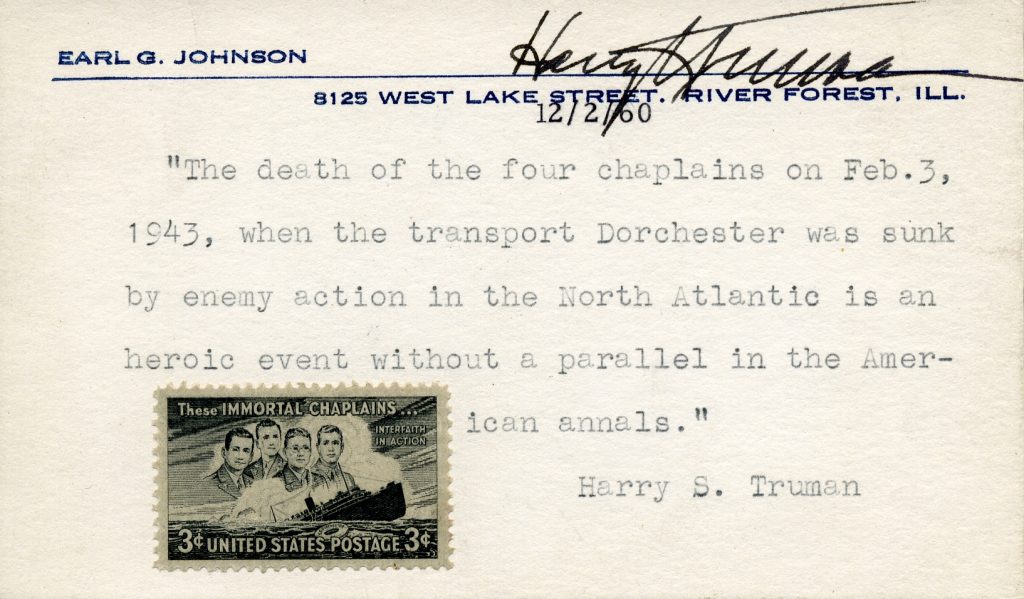 EARL G. JOHNSON
Harry S Truman
8125 WEST LAKE STREET. RIVER FOREST, ILL.
12/2/60
"The death of the four chaplains on Feb.3,
1943, when the transport Dorchester was sunk
by enemy action in the North Atlantic is an
heroic event without a parallel in the Amer-
ican annals."
Harry S. Truman
These IMMORTAL CHAPLAINS...
INTERFAITH
IN ACTION
3¢ UNITED STATES POSTAGE 3¢